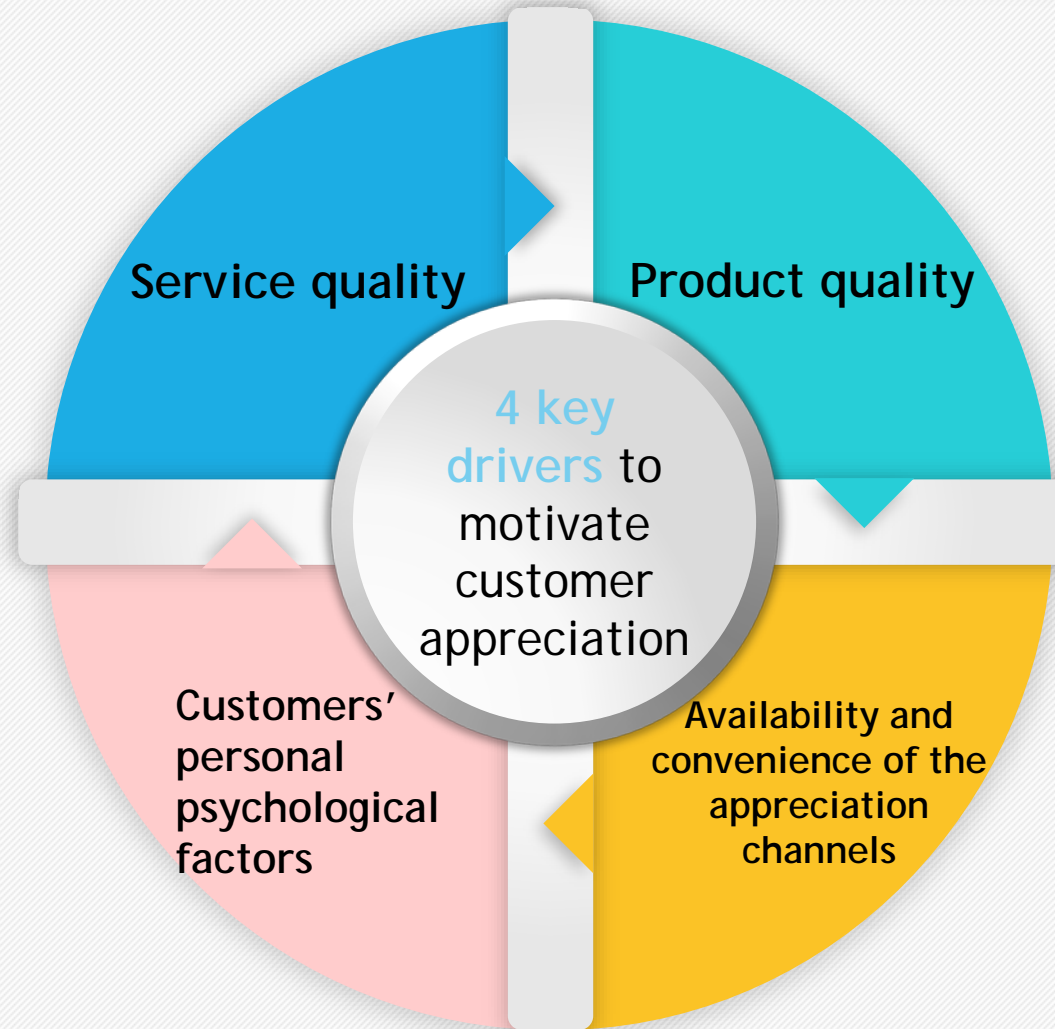 Service quality
Product quality
4 key
drivers to
motivate
customer
appreciation
Customers’
personal
psychological
factors
Availability and
convenience of the
appreciation
channels